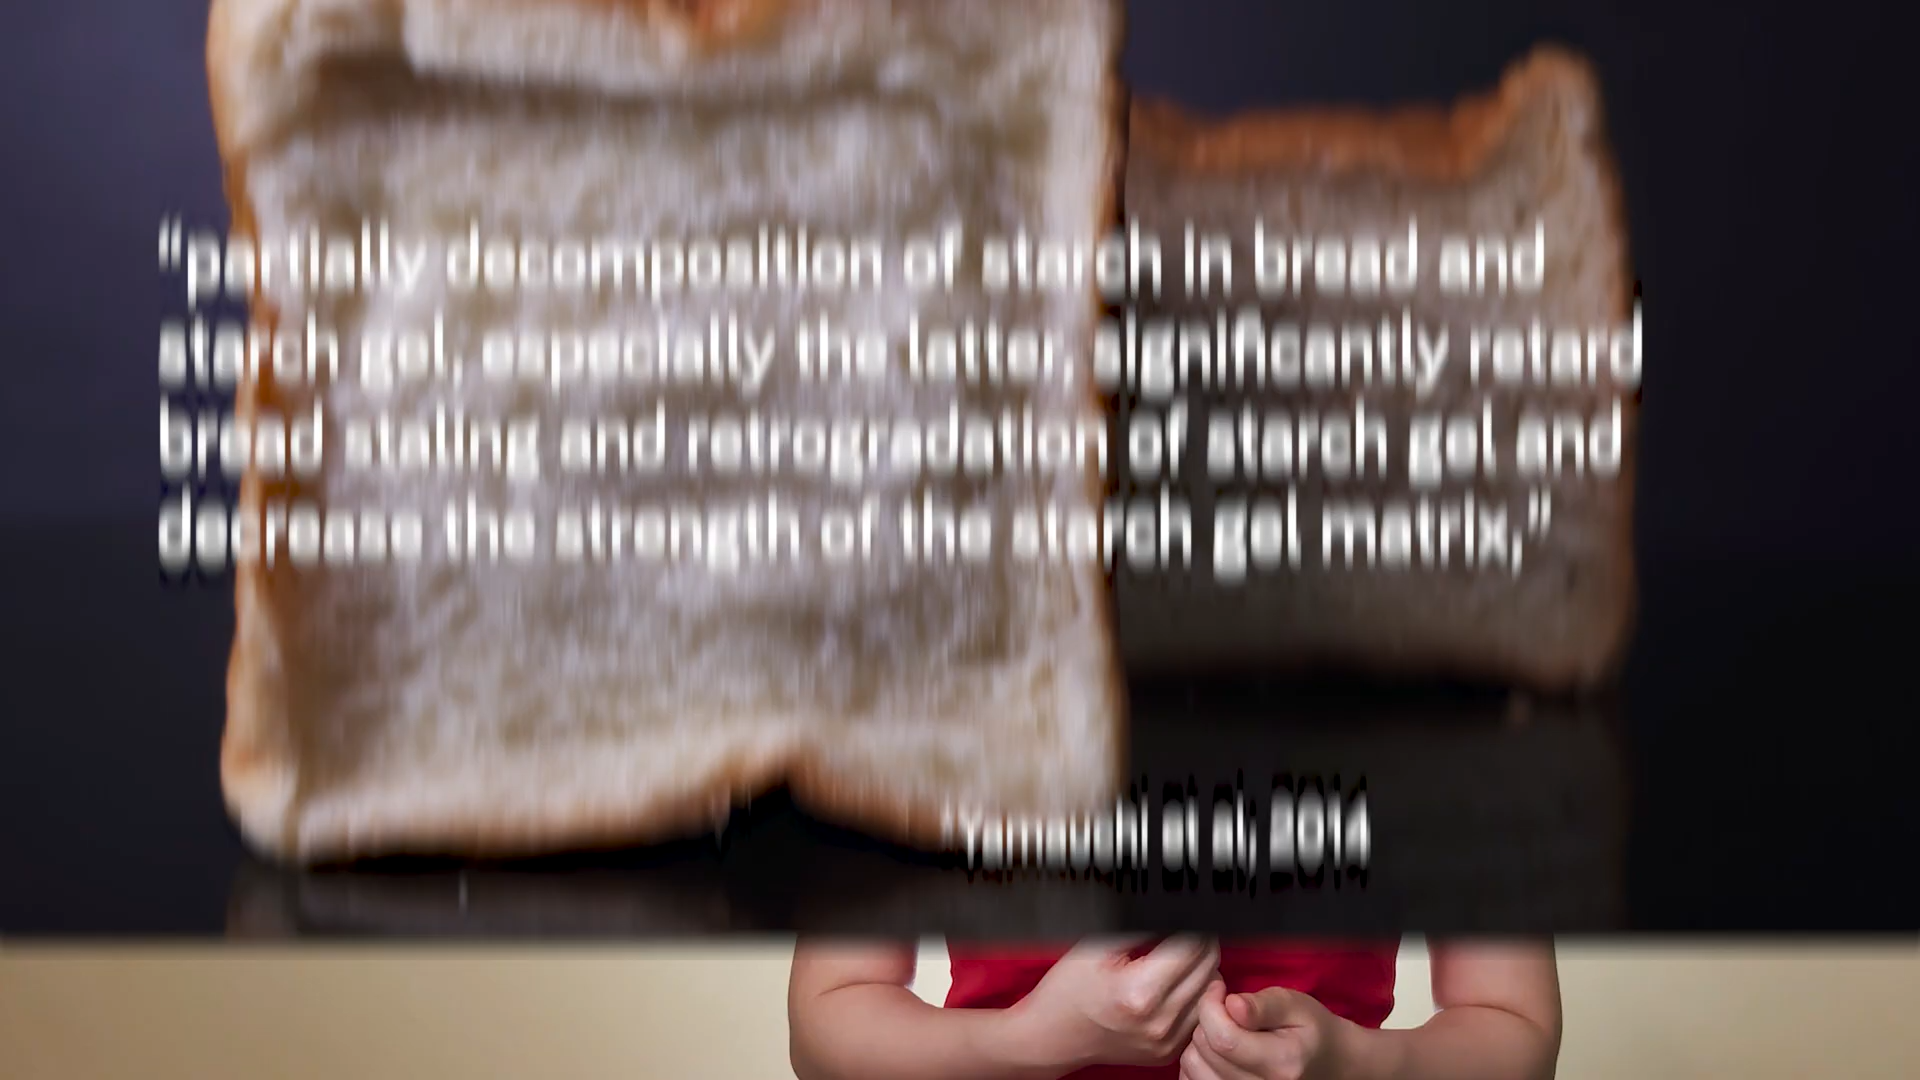 "partially decomposition of starch in bread and
starch gel, especially the latter, significantly retard
bread staling and retrogradation of starch gel and
decrease the strength of the starch gel matrix,"
Yamauchi et al, 2014